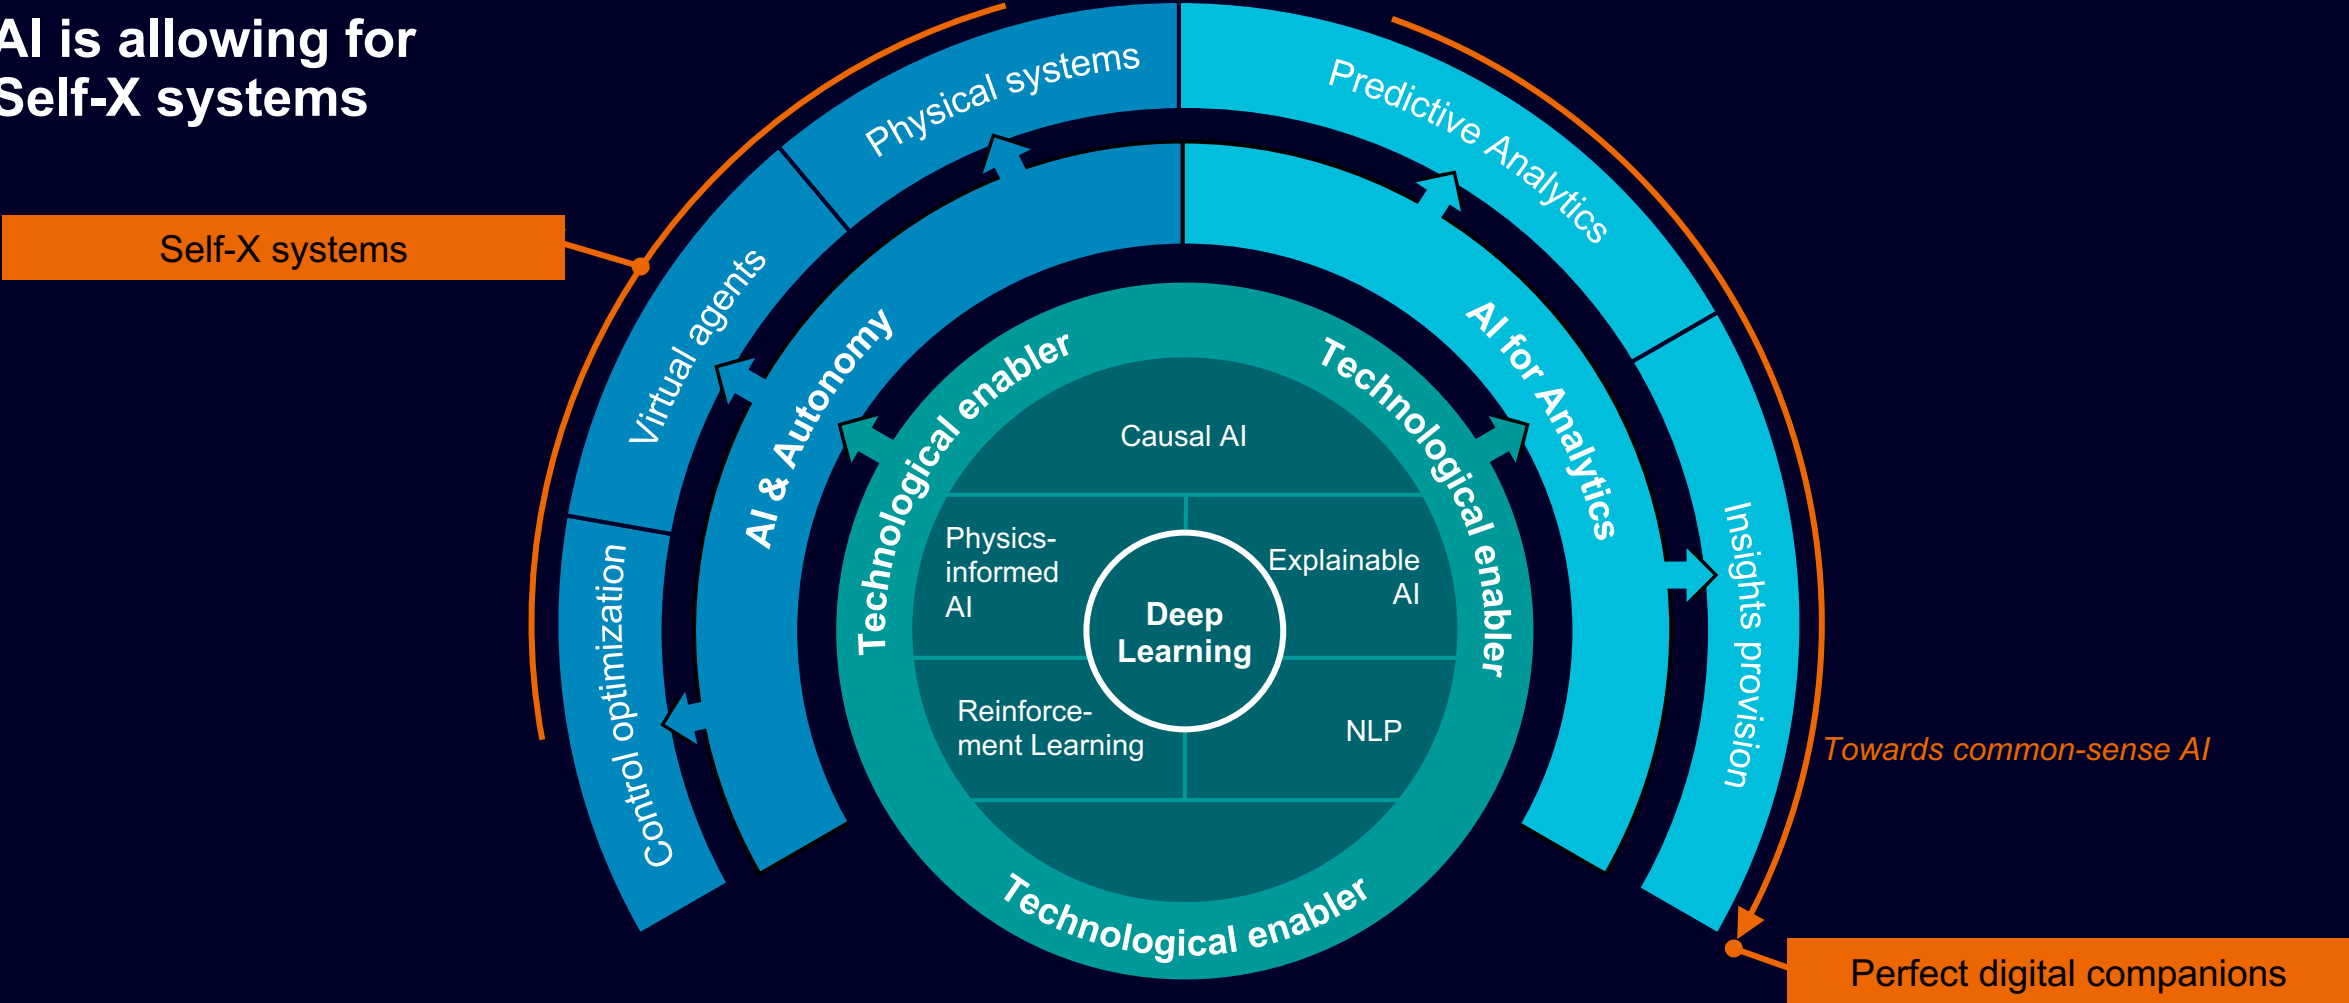 AI is allowing for
Self-X systems
Self-X systems
Physical systems
Virtual agents
Control optimization
Predictive Analytics
Insights provision
AI & Autonomy
AI for Analytics
Technological enabler
Technological enabler
Causal AI
Physics-
informed
AI
Explainable
AI
Deep
Learning
Reinforce-
ment Learning
NLP
Technological enabler
Towards common-sense AI
Perfect digital companions